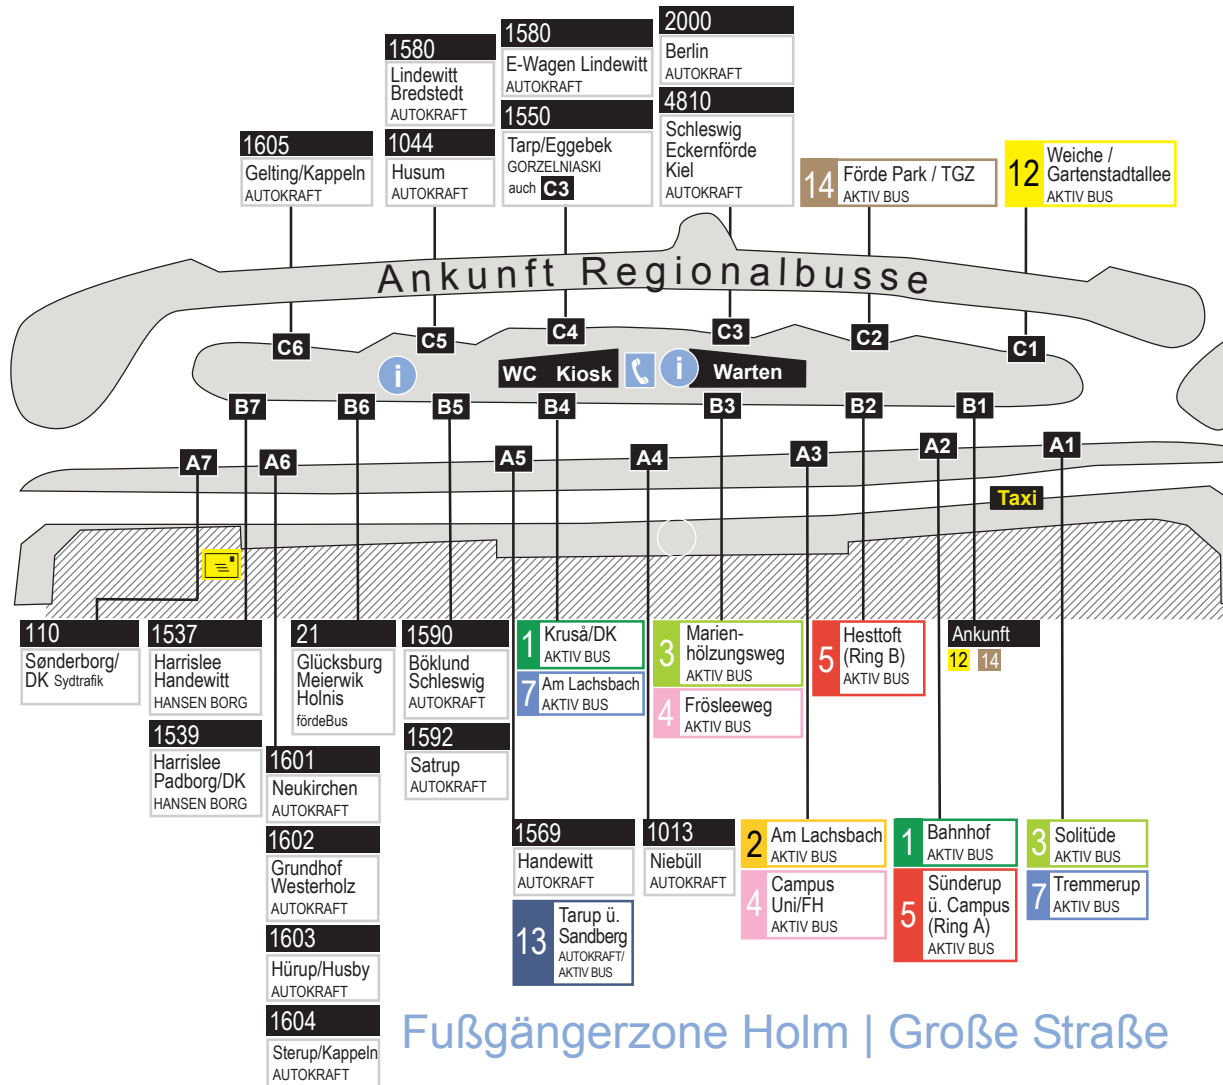 1580
Lindewitt
Bredstedt
AUTOKRAFT
1044
Husum
AUTOKRAFT
1580
E-Wagen Lindewitt
AUTOKRAFT
1550
Tarp/Eggebek
GORZELNIASKI
auch C3
2000
Berlin
AUTOKRAFT
4810
Schleswig
Eckernförde
Kiel
AUTOKRAFT
1605
Gelting/Kappeln
AUTOKRAFT
14 Förde Park / TGZ
AKTIV BUS
12 Weiche /
Gartenstadtallee
AKTIV BUS
Ankunft Regionalbusse
C6 C5 C4 C3 C2 C1
i WC Kiosk i Warten
B7 B6 B5 B4 B3 B2 B1
A7 A6 A5 A4 A3 A2 A1
Taxi
110
Sønderborg/
DK Sydtrafik
1537
Harrislee
Handewitt
HANSEN BORG
1539
Harrislee
Padborg/DK
HANSEN BORG
21
Glücksburg
Meierwik
Holnis
fördeBus
1590
Böklund
Schleswig
AUTOKRAFT
1592
Satrup
AUTOKRAFT
1 Kruså/DK
AKTIV BUS
7 Am Lachsbach
AKTIV BUS
3 Marien-
hölzungsweg
AKTIV BUS
4 Frösleeweg
AKTIV BUS
5 Hesttoft
(Ring B)
AKTIV BUS
Ankunft
12 14
1601
Neukirchen
AUTOKRAFT
1602
Grundhof
Westerholz
AUTOKRAFT
1603
Hürup/Husby
AUTOKRAFT
1604
Sterup/Kappeln
AUTOKRAFT
1569
Handewitt
AUTOKRAFT
13 Tarup ü.
Sandberg
AUTOKRAFT/
AKTIV BUS
1013
Niebüll
AUTOKRAFT
2 Am Lachsbach
AKTIV BUS
4 Campus
Uni/FH
AKTIV BUS
1 Bahnhof
AKTIV BUS
5 Sünderup
ü. Campus
(Ring A)
AKTIV BUS
3 Solitüde
AKTIV BUS
7 Tremmerup
AKTIV BUS
Fußgängerzone Holm | Große Straße